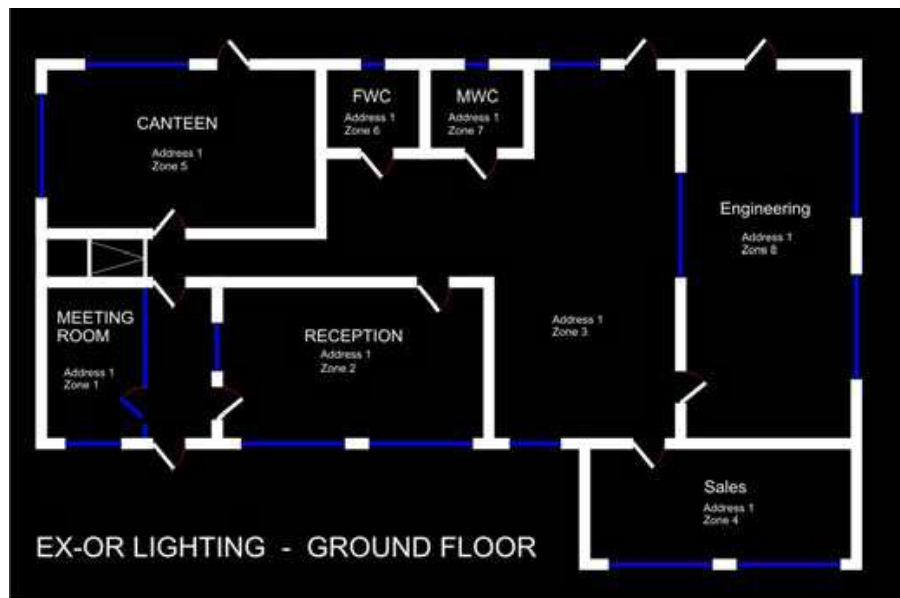 FWC
Address 1
Zone 6
MWC
Address 1
Zone 7
CANTEEN
Address 1
Zone 5
Engineering
Address 1
Zone 8
MEETING
ROOM
Address 1
Zone 1
RECEPTION
Address 1
Zone 2
Address 1
Zone 3
Sales
Address 1
Zone 4
EX-OR LIGHTING - GROUND FLOOR